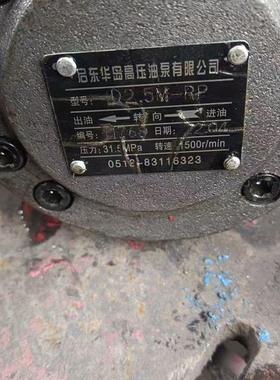 启东华岛高压油泵有限公司
型号: D2.5M-RP
出油 转向 进油
编号: 日期:
压力: 31.5MPa 转速 1500r/min
0512-83116323